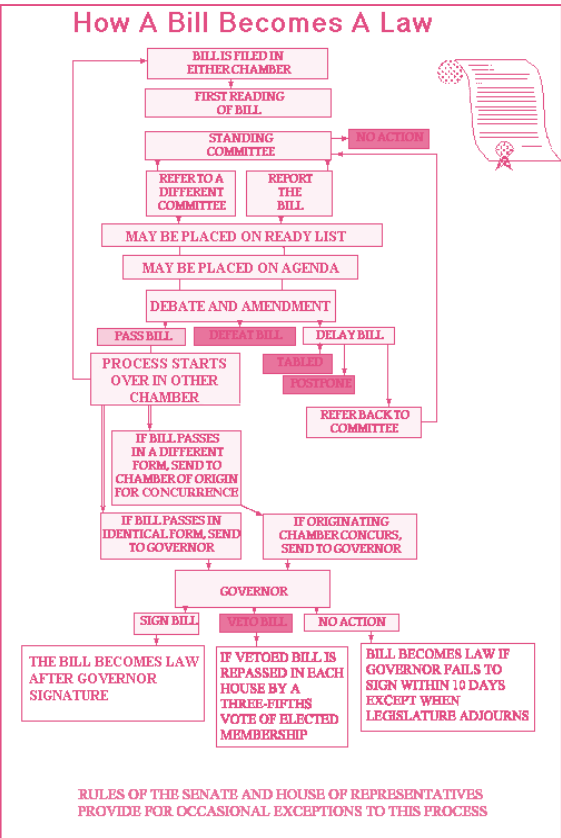 How A Bill Becomes A Law
BILL IS FILED IN
EITHER CHAMBER
FIRST READING
OF BILL
STANDING
COMMITTEE
NO ACTION
REFER TO A
DIFFERENT
COMMITTEE
REPORT
THE
BILL
MAY BE PLACED ON READY LIST
MAY BE PLACED ON AGENDA
DEBATE AND AMENDMENT
PASS BILL
DEFEAT BILL
DELAY BILL
PROCESS STARTS
OVER IN OTHER
CHAMBER
TABLED
POSTPONE
REFER BACK TO
COMMITTEE
IF BILL PASSES
IN A DIFFERENT
FORM, SEND TO
CHAMBER OF ORIGIN
FOR CONCURRENCE
IF BILL PASSES IN
IDENTICAL FORM, SEND
TO GOVERNOR
IF ORIGINATING
CHAMBER CONCURS,
SEND TO GOVERNOR
GOVERNOR
SIGN BILL
VETO BILL
NO ACTION
THE BILL BECOMES LAW
AFTER GOVERNOR
SIGNATURE
IF VETOED BILL IS
REPASSED IN EACH
HOUSE BY A
THREE-FIFTHS
VOTE OF ELECTED
MEMBERSHIP
BILL BECOMES LAW IF
GOVERNOR FAILS TO
SIGN WITHIN 10 DAYS
EXCEPT WHEN
LEGISLATURE ADJOURNS
RULES OF THE SENATE AND HOUSE OF REPRESENTATIVES
PROVIDE FOR OCCASIONAL EXCEPTIONS TO THIS PROCESS